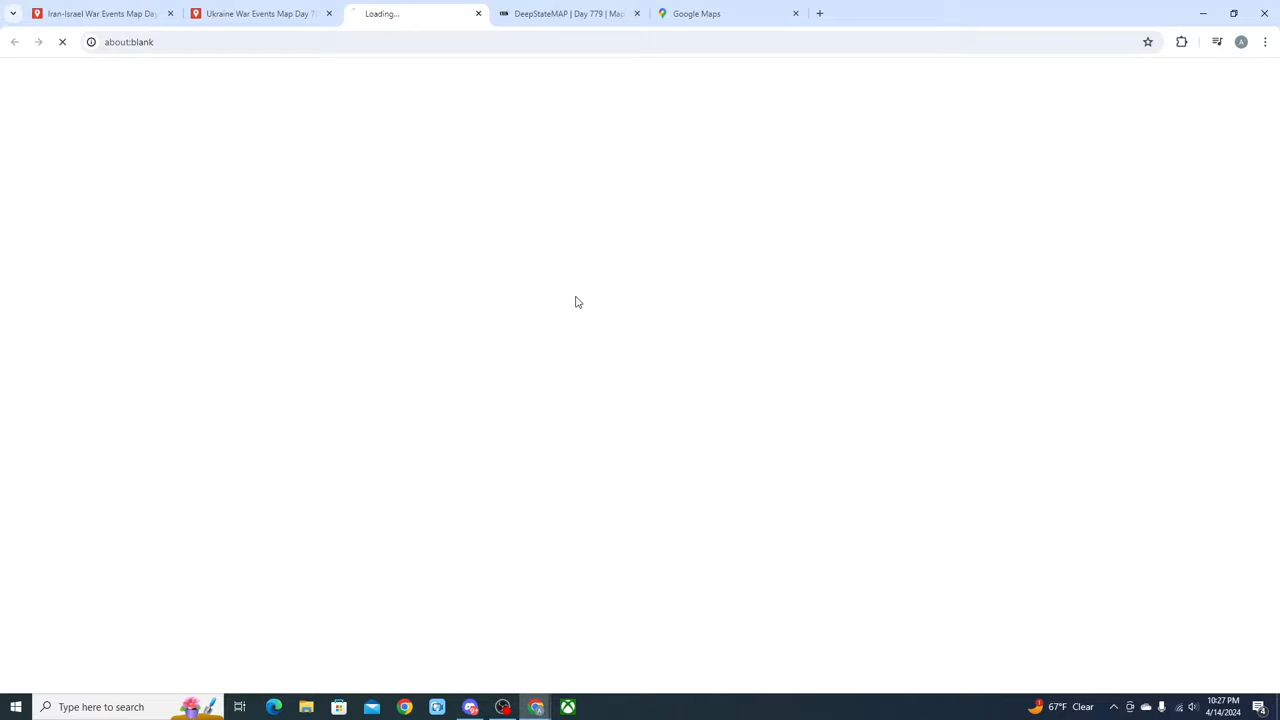 Iran-Israel War Events Map Day
Ukraine War Events Map Day 7
Loading...
DeepStateMAP | Day 779 | Map
Google Maps
about:blank
A
Type here to search
67°F Clear
10:27 PM
4/14/2024
4